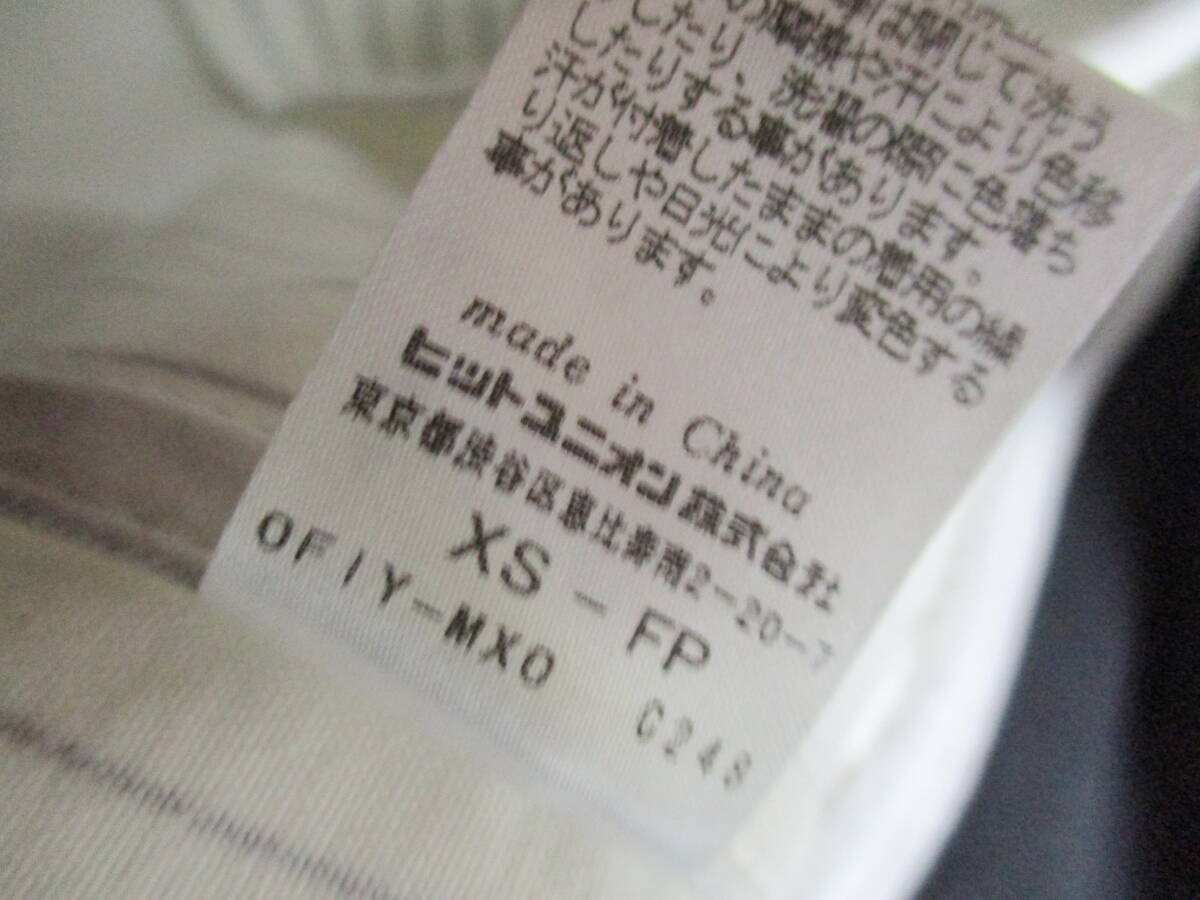 は閉じて洗う
の摩擦や汗により色移
したり、洗濯の際に色落ち
したりする事があります。
汗が付着したままの着用の繰
り返しや日光により変色する
事があります。
made in China
ヒットユニオン株式会社
東京都渋谷区恵比寿南2-20-7
XS-FP
OFIY-MX0
G248